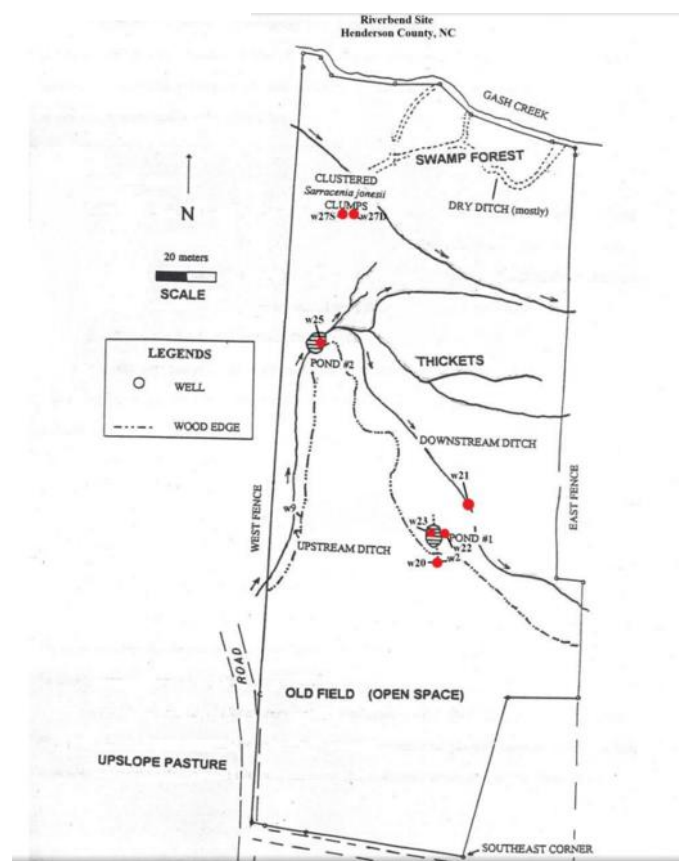 Riverbend Site
Henderson County, NC
GASH CREEK
SWAMP FOREST
CLUSTERED
Sarracenia jonesii
CLUMPS
w27S
w27D
DRY DITCH (mostly)
N
20 meters
SCALE
w25
LEGENDS
WELL
WOOD EDGE
POND #2
THICKETS
DOWNSTREAM DITCH
w21
WEST FENCE
EAST FENCE
w9
w23
POND #1
w22
w2
w20
UPSTREAM DITCH
ROAD
OLD FIELD (OPEN SPACE)
UPSLOPE PASTURE
SOUTHEAST CORNER